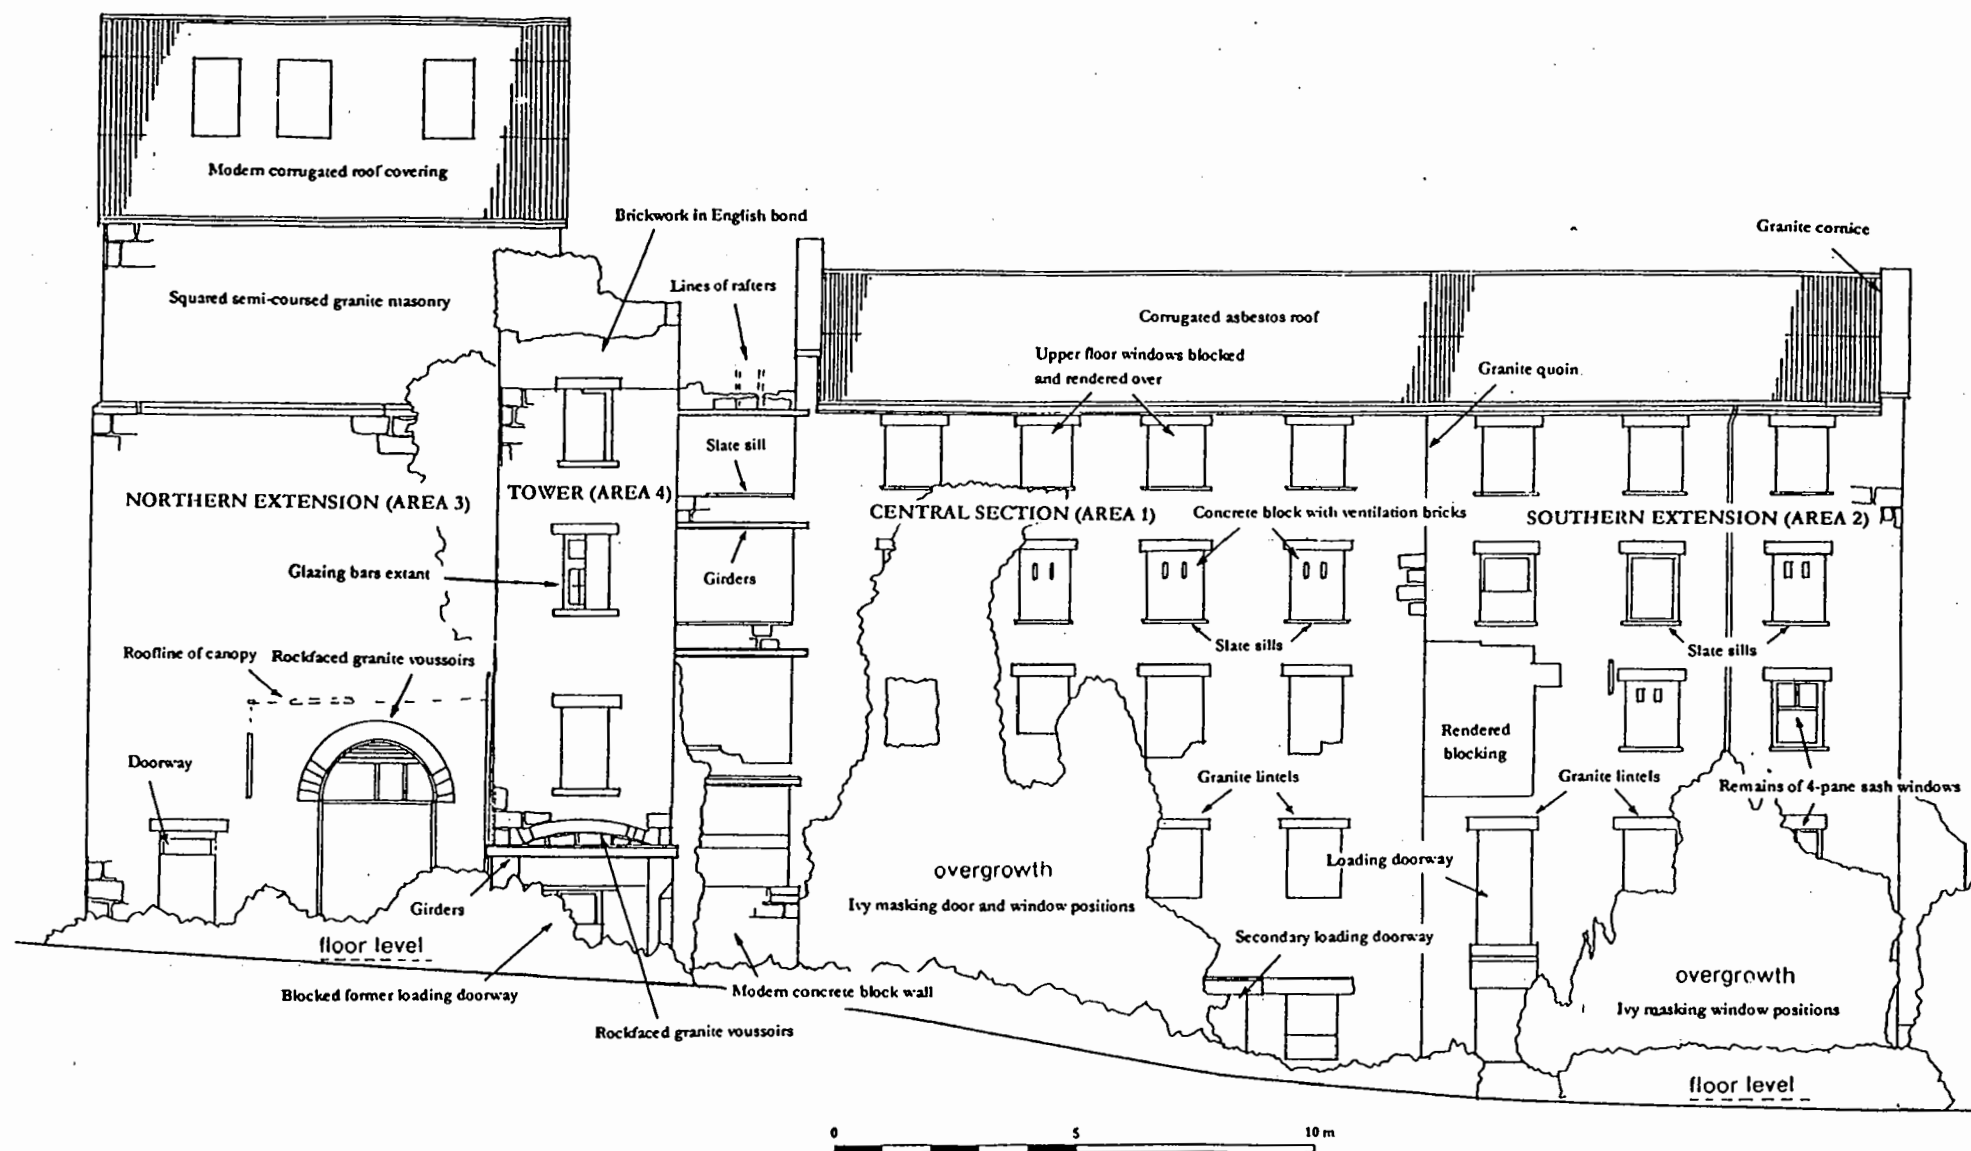 Modern corrugated roof covering
Brickwork in English bond
Granite cornice
Squared semi-coursed granite masonry
Lines of rafters
Corrugated asbestos roof
Upper floor windows blocked
and rendered over
Granite quoin
Slate sill
NORTHERN EXTENSION (AREA 3)
TOWER (AREA 4)
CENTRAL SECTION (AREA 1)
Concrete block with ventilation bricks
SOUTHERN EXTENSION (AREA 2)
Glazing bars extant
Girders
Slate sills
Slate sills
Roofline of canopy
Rockfaced granite voussoirs
Rendered
blocking
Doorway
Granite lintels
Granite lintels
Remains of 4-pane sash windows
overgrowth
Loading doorway
Ivy masking door and window positions
Girders
floor level
Secondary loading doorway
overgrowth
Blocked former loading doorway
Modern concrete block wall
Ivy masking window positions
Rockfaced granite voussoirs
floor level
0 5 10 m